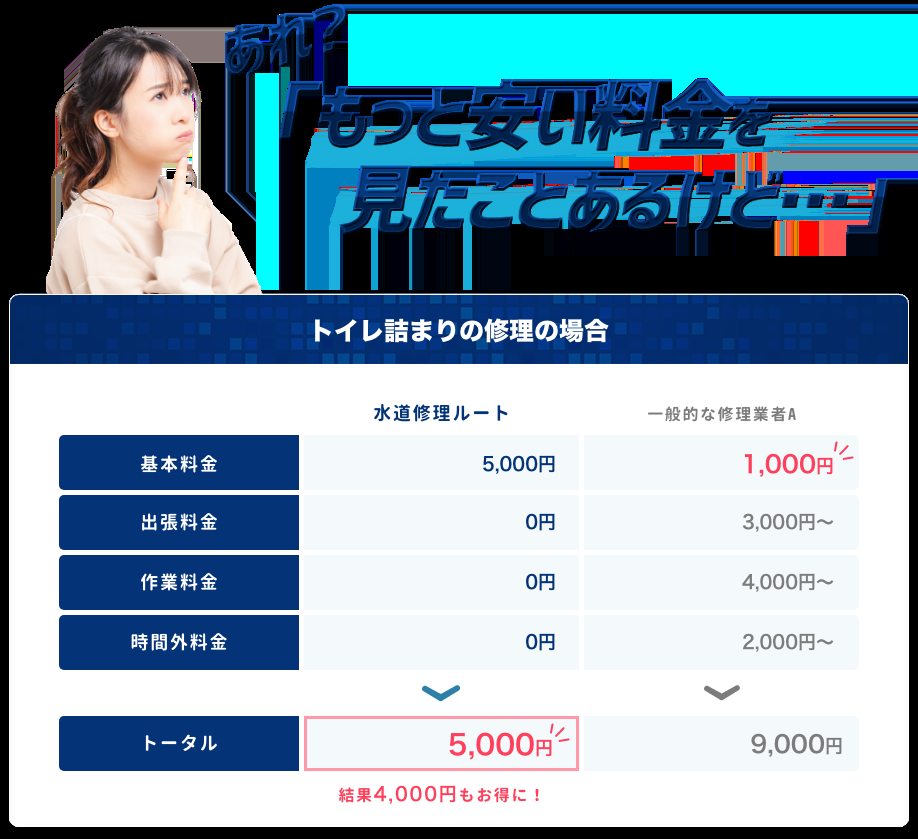 あれ?
「もっと安い料金を
見たことあるけど…」
トイレ詰まりの修理の場合
水道修理ルート 一般的な修理業者A
基本料金 5,000円 1,000円
出張料金 0円 3,000円〜
作業料金 0円 4,000円〜
時間外料金 0円 2,000円〜
トータル 5,000円 9,000円
結果4,000円もお得に！